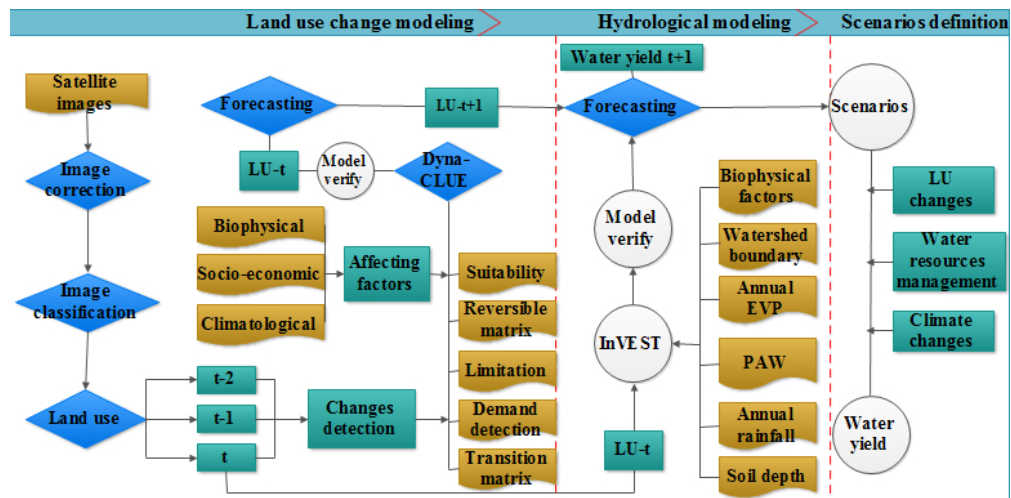 Land use change modeling
Hydrological modeling
Scenarios definition
Satellite
images
Image
correction
Image
classification
Land use
t-2
t-1
t
Forecasting
LU-t+1
LU-t
Model
verify
Dyna-
CLUE
Biophysical
Socio-economic
Climatological
Affecting
factors
Changes
detection
Suitability
Reversible
matrix
Limitation
Demand
detection
Transition
matrix
Water yield t+1
Forecasting
Model
verify
InVEST
LU-t
Biophysical
factors
Watershed
boundary
Annual
EVP
PAW
Annual
rainfall
Soil depth
Scenarios
LU
changes
Water
resources
management
Climate
changes
Water
yield